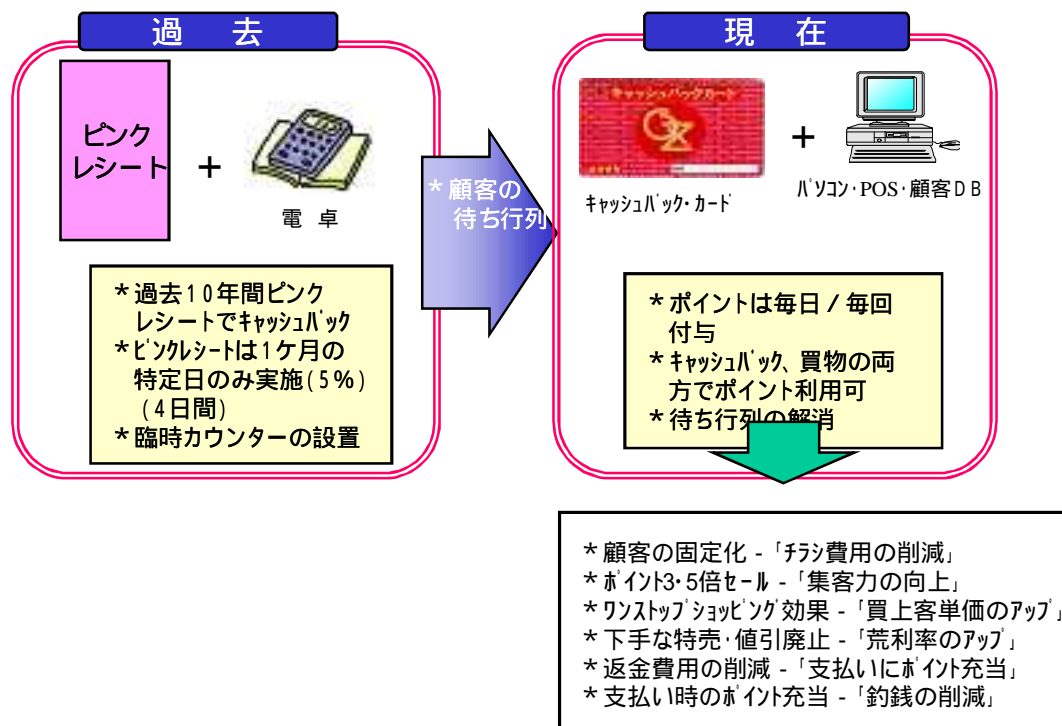 過 去
現 在
ピンク
レシート
+
電 卓
*顧客の
待ち行列
キャッシュバックカード
+
ｷｬｯｼｭﾊﾞｯｸ･ｶｰﾄﾞ
ﾊﾟｿｺﾝ･POS･顧客DB
*過去10年間ピンク
レシートでｷｬｯｼｭﾊﾞｯｸ
*ﾋﾟﾝｸﾚｼｰﾄは1ケ月の
特定日のみ実施(5%)
(4日間)
*臨時カウンターの設置
*ポイントは毎日/毎回
付与
*ｷｬｯｼｭﾊﾞｯｸ、買物の両
方でポイント利用可
*待ち行列の解消
*顧客の固定化-「ﾁﾗｼ費用の削減」
*ﾎﾟｲﾝﾄ3･5倍ｾｰﾙ-「集客力の向上」
*ﾜﾝｽﾄｯﾌﾟｼｮｯﾋﾟﾝｸﾞ効果-「買上客単価のｱｯﾌﾟ」
*下手な特売･値引廃止-「荒利率のｱｯﾌﾟ」
*返金費用の削減-「支払いにﾎﾟｲﾝﾄ充当」
*支払い時のﾎﾟｲﾝﾄ充当-「釣銭の削減」